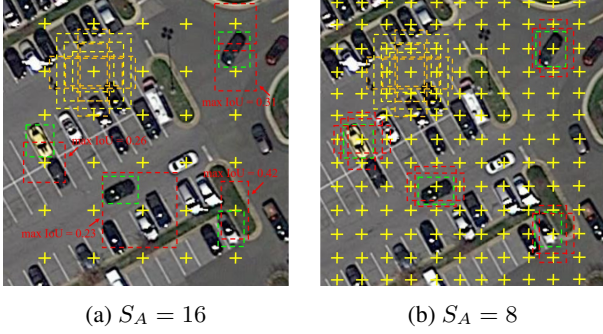 max IoU = 0.3
max IoU = 0.26
max IoU = 0.42
max IoU = 0.23
(a) S_A = 16
(b) S_A = 8